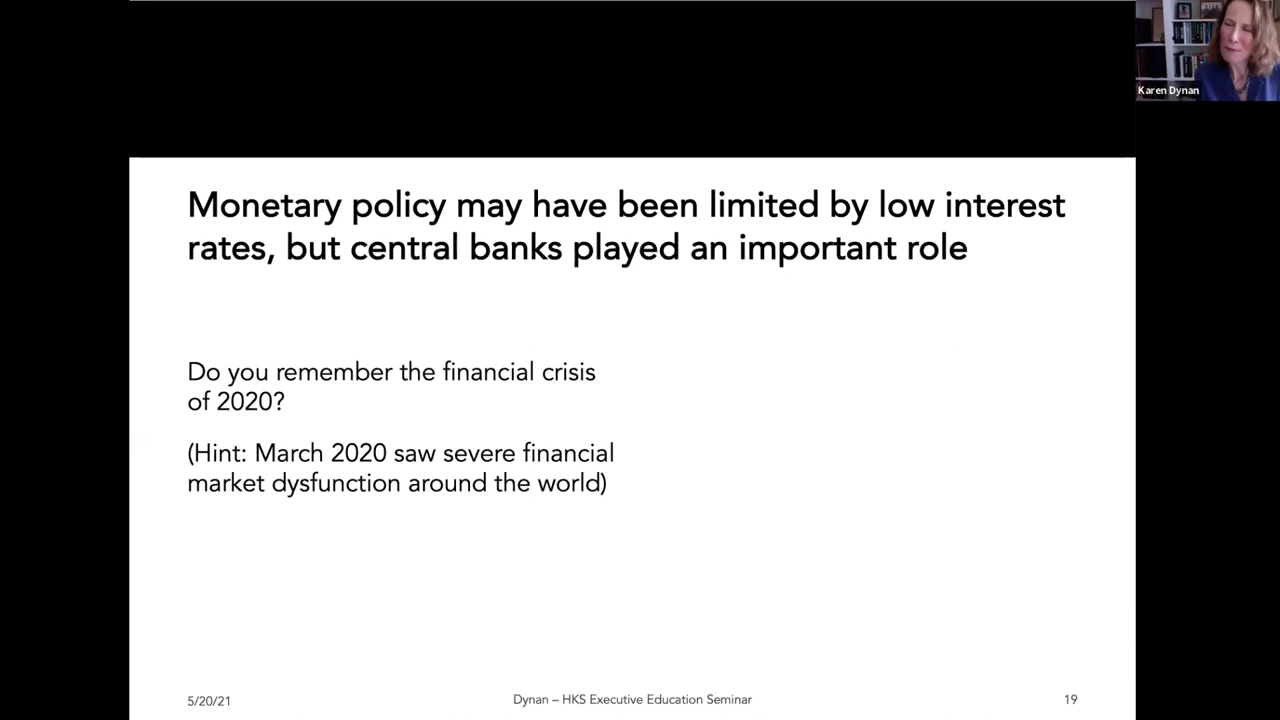 Karen Dynan
Monetary policy may have been limited by low interest
rates, but central banks played an important role
Do you remember the financial crisis
of 2020?
(Hint: March 2020 saw severe financial
market dysfunction around the world)
5/20/21
Dynan – HKS Executive Education Seminar
19